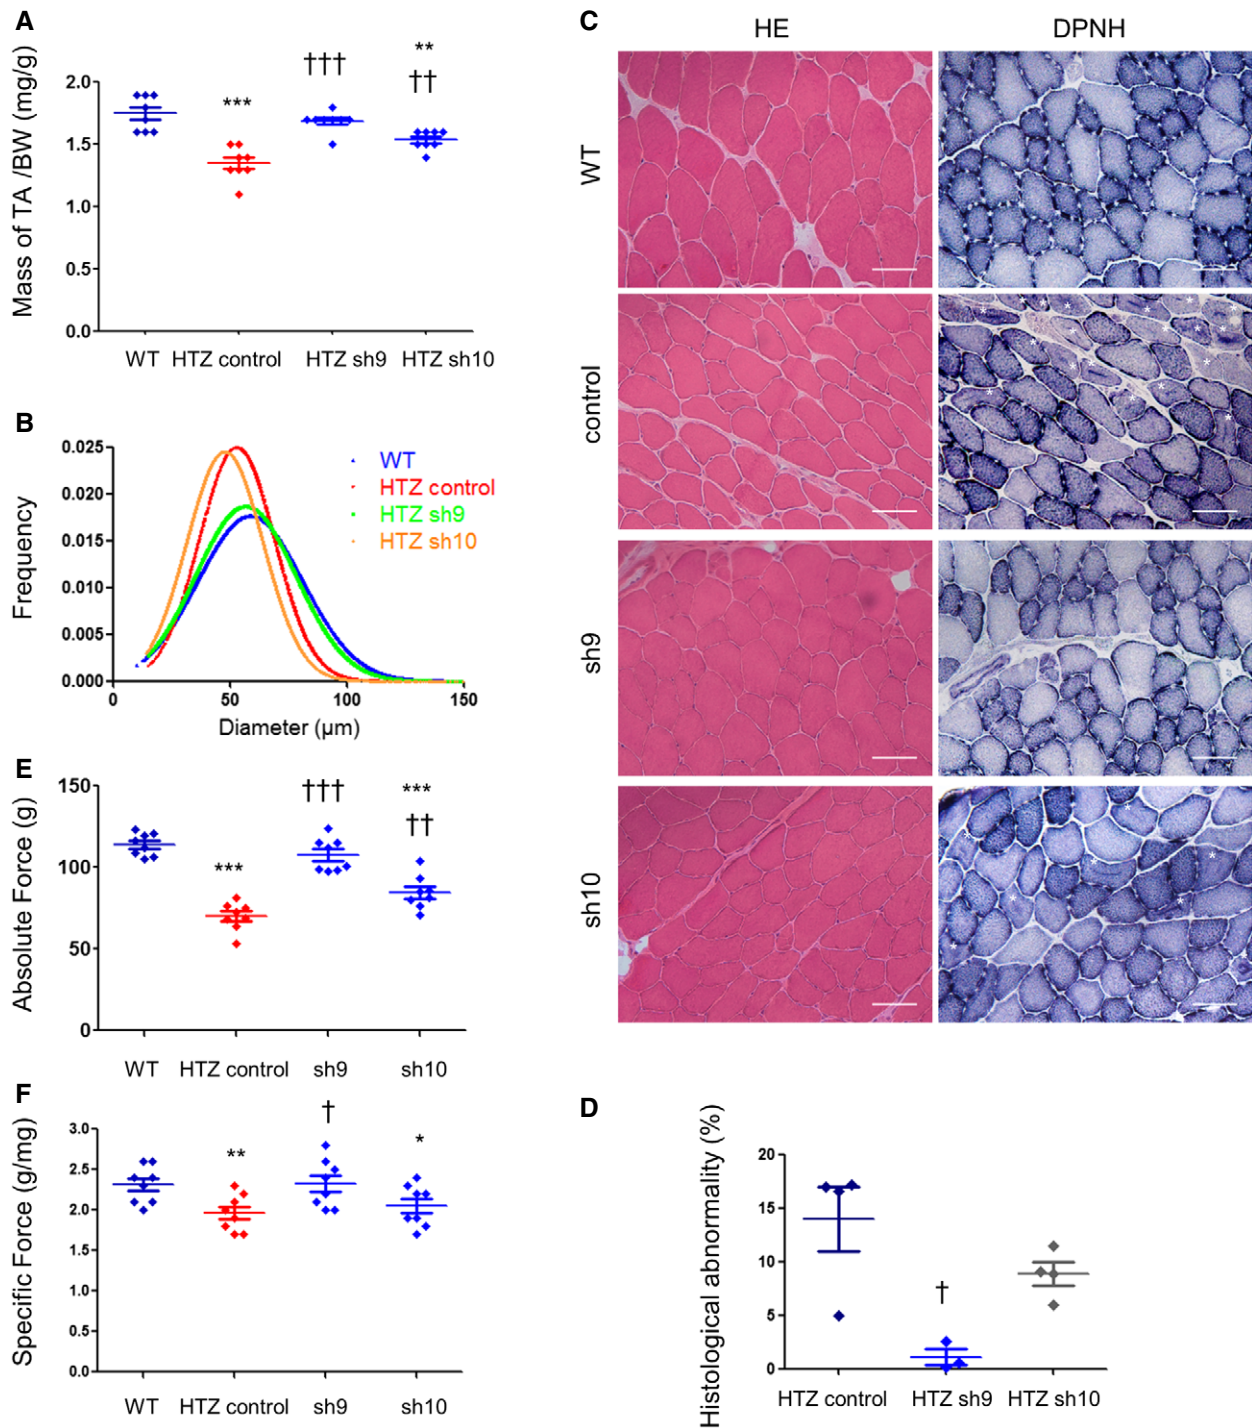 A
Mass of TA /BW (mg/g)
2.0
1.5
1.0
0.5
0.0
***
†††
**
††
WT HTZ control HTZ sh9 HTZ sh10
B
Frequency
0.025
0.020
0.015
0.010
0.005
0.000
WT
HTZ control
HTZ sh9
HTZ sh10
0 50 100 150
Diameter (µm)
E
Absolute Force (g)
150
100
50
0
***
†††
***
††
WT HTZ control sh9 sh10
F
Specific Force (g/mg)
3.0
2.5
2.0
1.5
1.0
0.5
0.0
**
†
*
WT HTZ control sh9 sh10
C
HE DPNH
WT
control
sh9
sh10
D
Histological abnormality (%)
20
15
10
5
0
†
HTZ control HTZ sh9 HTZ sh10